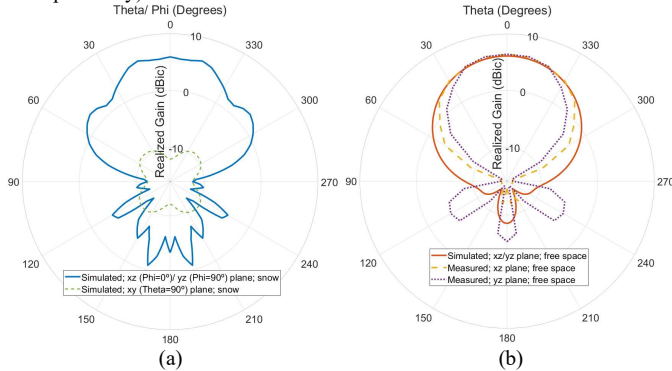 Theta/ Phi (Degrees)
0
10
30
330
0
60
300
-10
Realized Gain (dBic)
90
270
120
240
Simulated; xz (Phi=0º)/ yz (Phi=90º) plane; snow
Simulated; xy (Theta=90º) plane; snow
150
210
180
(a)
Theta (Degrees)
0
10
30
330
0
60
300
-10
Realized Gain (dBic)
90
270
120
240
Simulated; xz/yz plane; free space
Measured; xz plane; free space
Measured; yz plane; free space
150
210
180
(b)